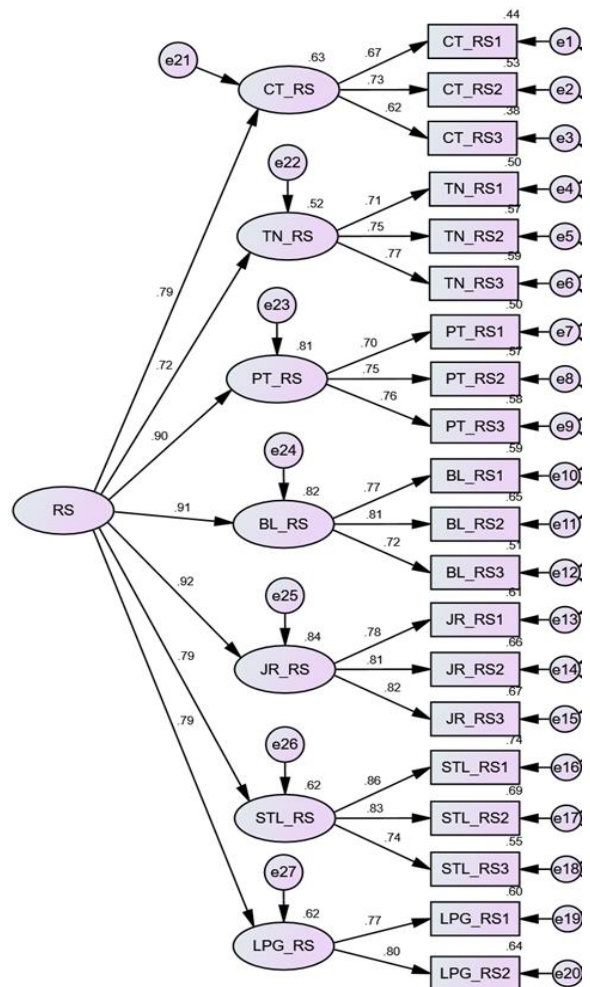 .44
CT_RS1
e1
.67
.63
e21
CT_RS
.53
.73
CT_RS2
e2
.62
.38
CT_RS3
e3
e22
.50
TN_RS1
e4
.71
.52
TN_RS
.57
.75
TN_RS2
e5
.77
.59
TN_RS3
e6
.79
e23
.50
PT_RS1
e7
.70
.81
PT_RS
.57
.75
PT_RS2
e8
.72
.76
.58
PT_RS3
e9
.90
e24
.59
BL_RS1
e10
.77
.82
RS
.91
BL_RS
.65
.81
BL_RS2
e11
.72
.51
BL_RS3
e12
.92
e25
.61
JR_RS1
e13
.78
.84
JR_RS
.66
.81
JR_RS2
e14
.79
.82
.67
JR_RS3
e15
.79
e26
.74
STL_RS1
e16
.86
.62
STL_RS
.69
.83
STL_RS2
e17
.74
.55
STL_RS3
e18
e27
.60
LPG_RS1
e19
.77
.62
LPG_RS
.80
.64
LPG_RS2
e20